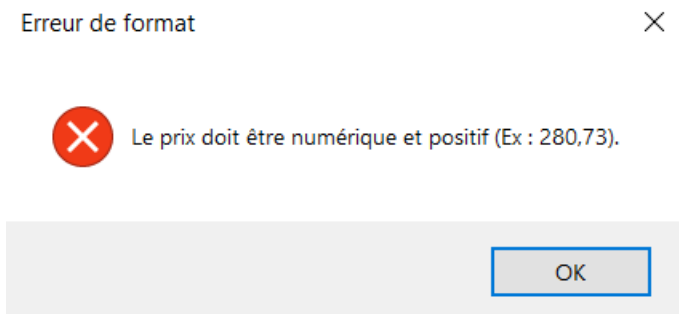 Erreur de format
Le prix doit être numérique et positif (Ex : 280,73).
OK